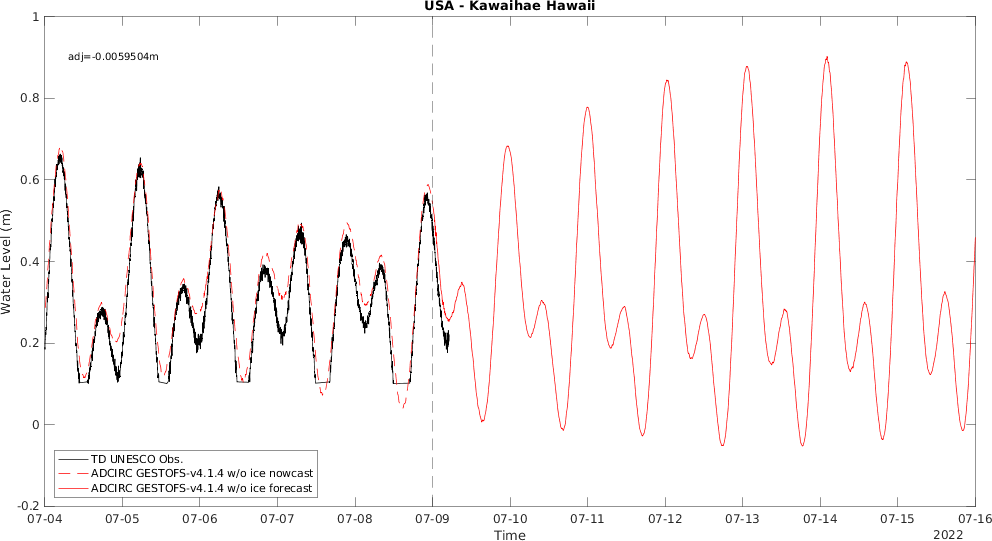 USA - Kawaihae Hawaii
adj=-0.0059504m
1
0.8
0.6
0.4
0.2
0
-0.2
Water Level (m)
TD UNESCO Obs.
ADCIRC GESTOFS-v4.1.4 w/o ice nowcast
ADCIRC GESTOFS-v4.1.4 w/o ice forecast
07-04 07-05 07-06 07-07 07-08 07-09 07-10 07-11 07-12 07-13 07-14 07-15 07-16
Time
2022